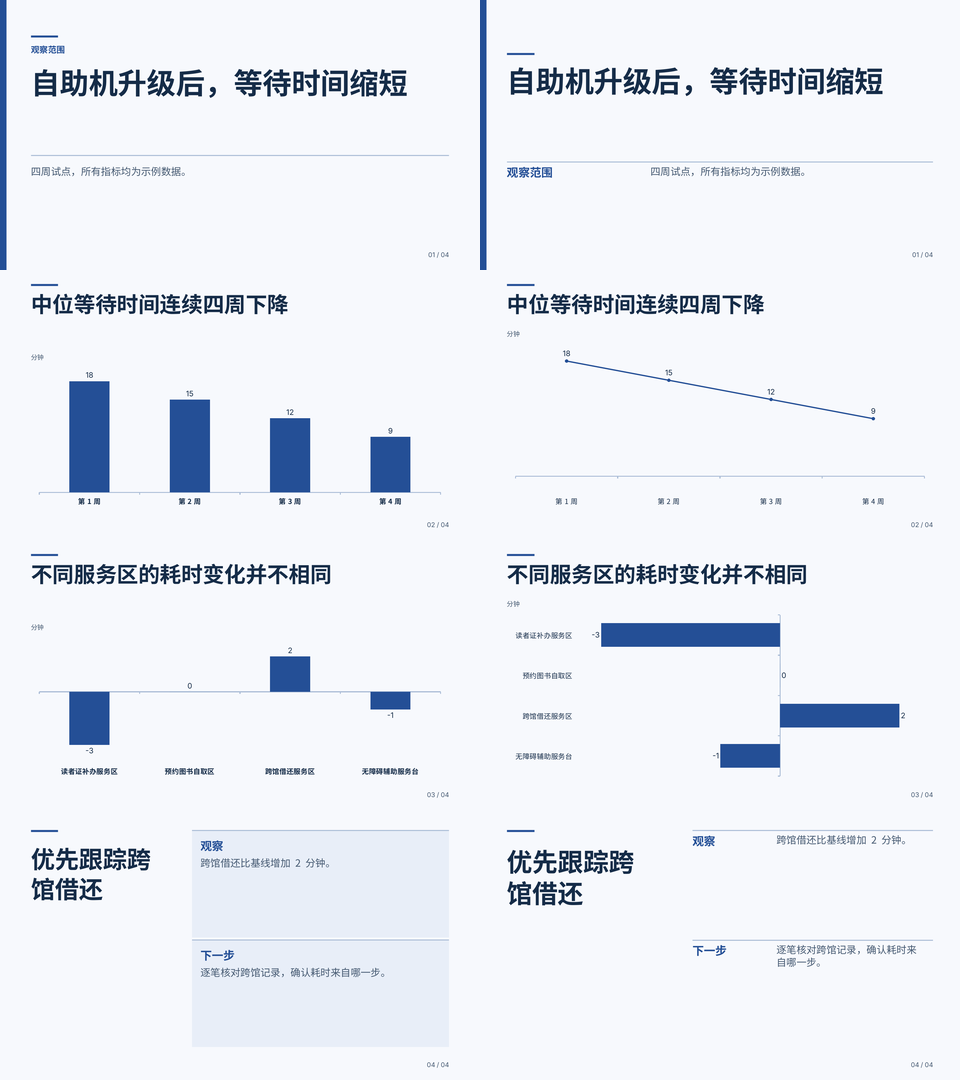 观察范围
自助机升级后，等待时间缩短
四周试点，所有指标均为示例数据。
01 / 04
自助机升级后，等待时间缩短
观察范围
四周试点，所有指标均为示例数据。
01 / 04
中位等待时间连续四周下降
分钟
18
15
12
9
第 1 周
第 2 周
第 3 周
第 4 周
02 / 04
中位等待时间连续四周下降
分钟
18
15
12
9
第 1 周
第 2 周
第 3 周
第 4 周
02 / 04
不同服务区的耗时变化并不相同
分钟
-3
0
2
-1
读者证补办服务区
预约图书自取区
跨馆借还服务区
无障碍辅助服务台
03 / 04
不同服务区的耗时变化并不相同
分钟
读者证补办服务区
-3
预约图书自取区
0
跨馆借还服务区
2
无障碍辅助服务台
-1
03 / 04
优先跟踪跨
馆借还
观察
跨馆借还比基线增加 2 分钟。
下一步
逐笔核对跨馆记录，确认耗时来自哪一步。
04 / 04
优先跟踪跨
馆借还
观察
跨馆借还比基线增加 2 分钟。
下一步
逐笔核对跨馆记录，确认耗时来
自哪一步。
04 / 04